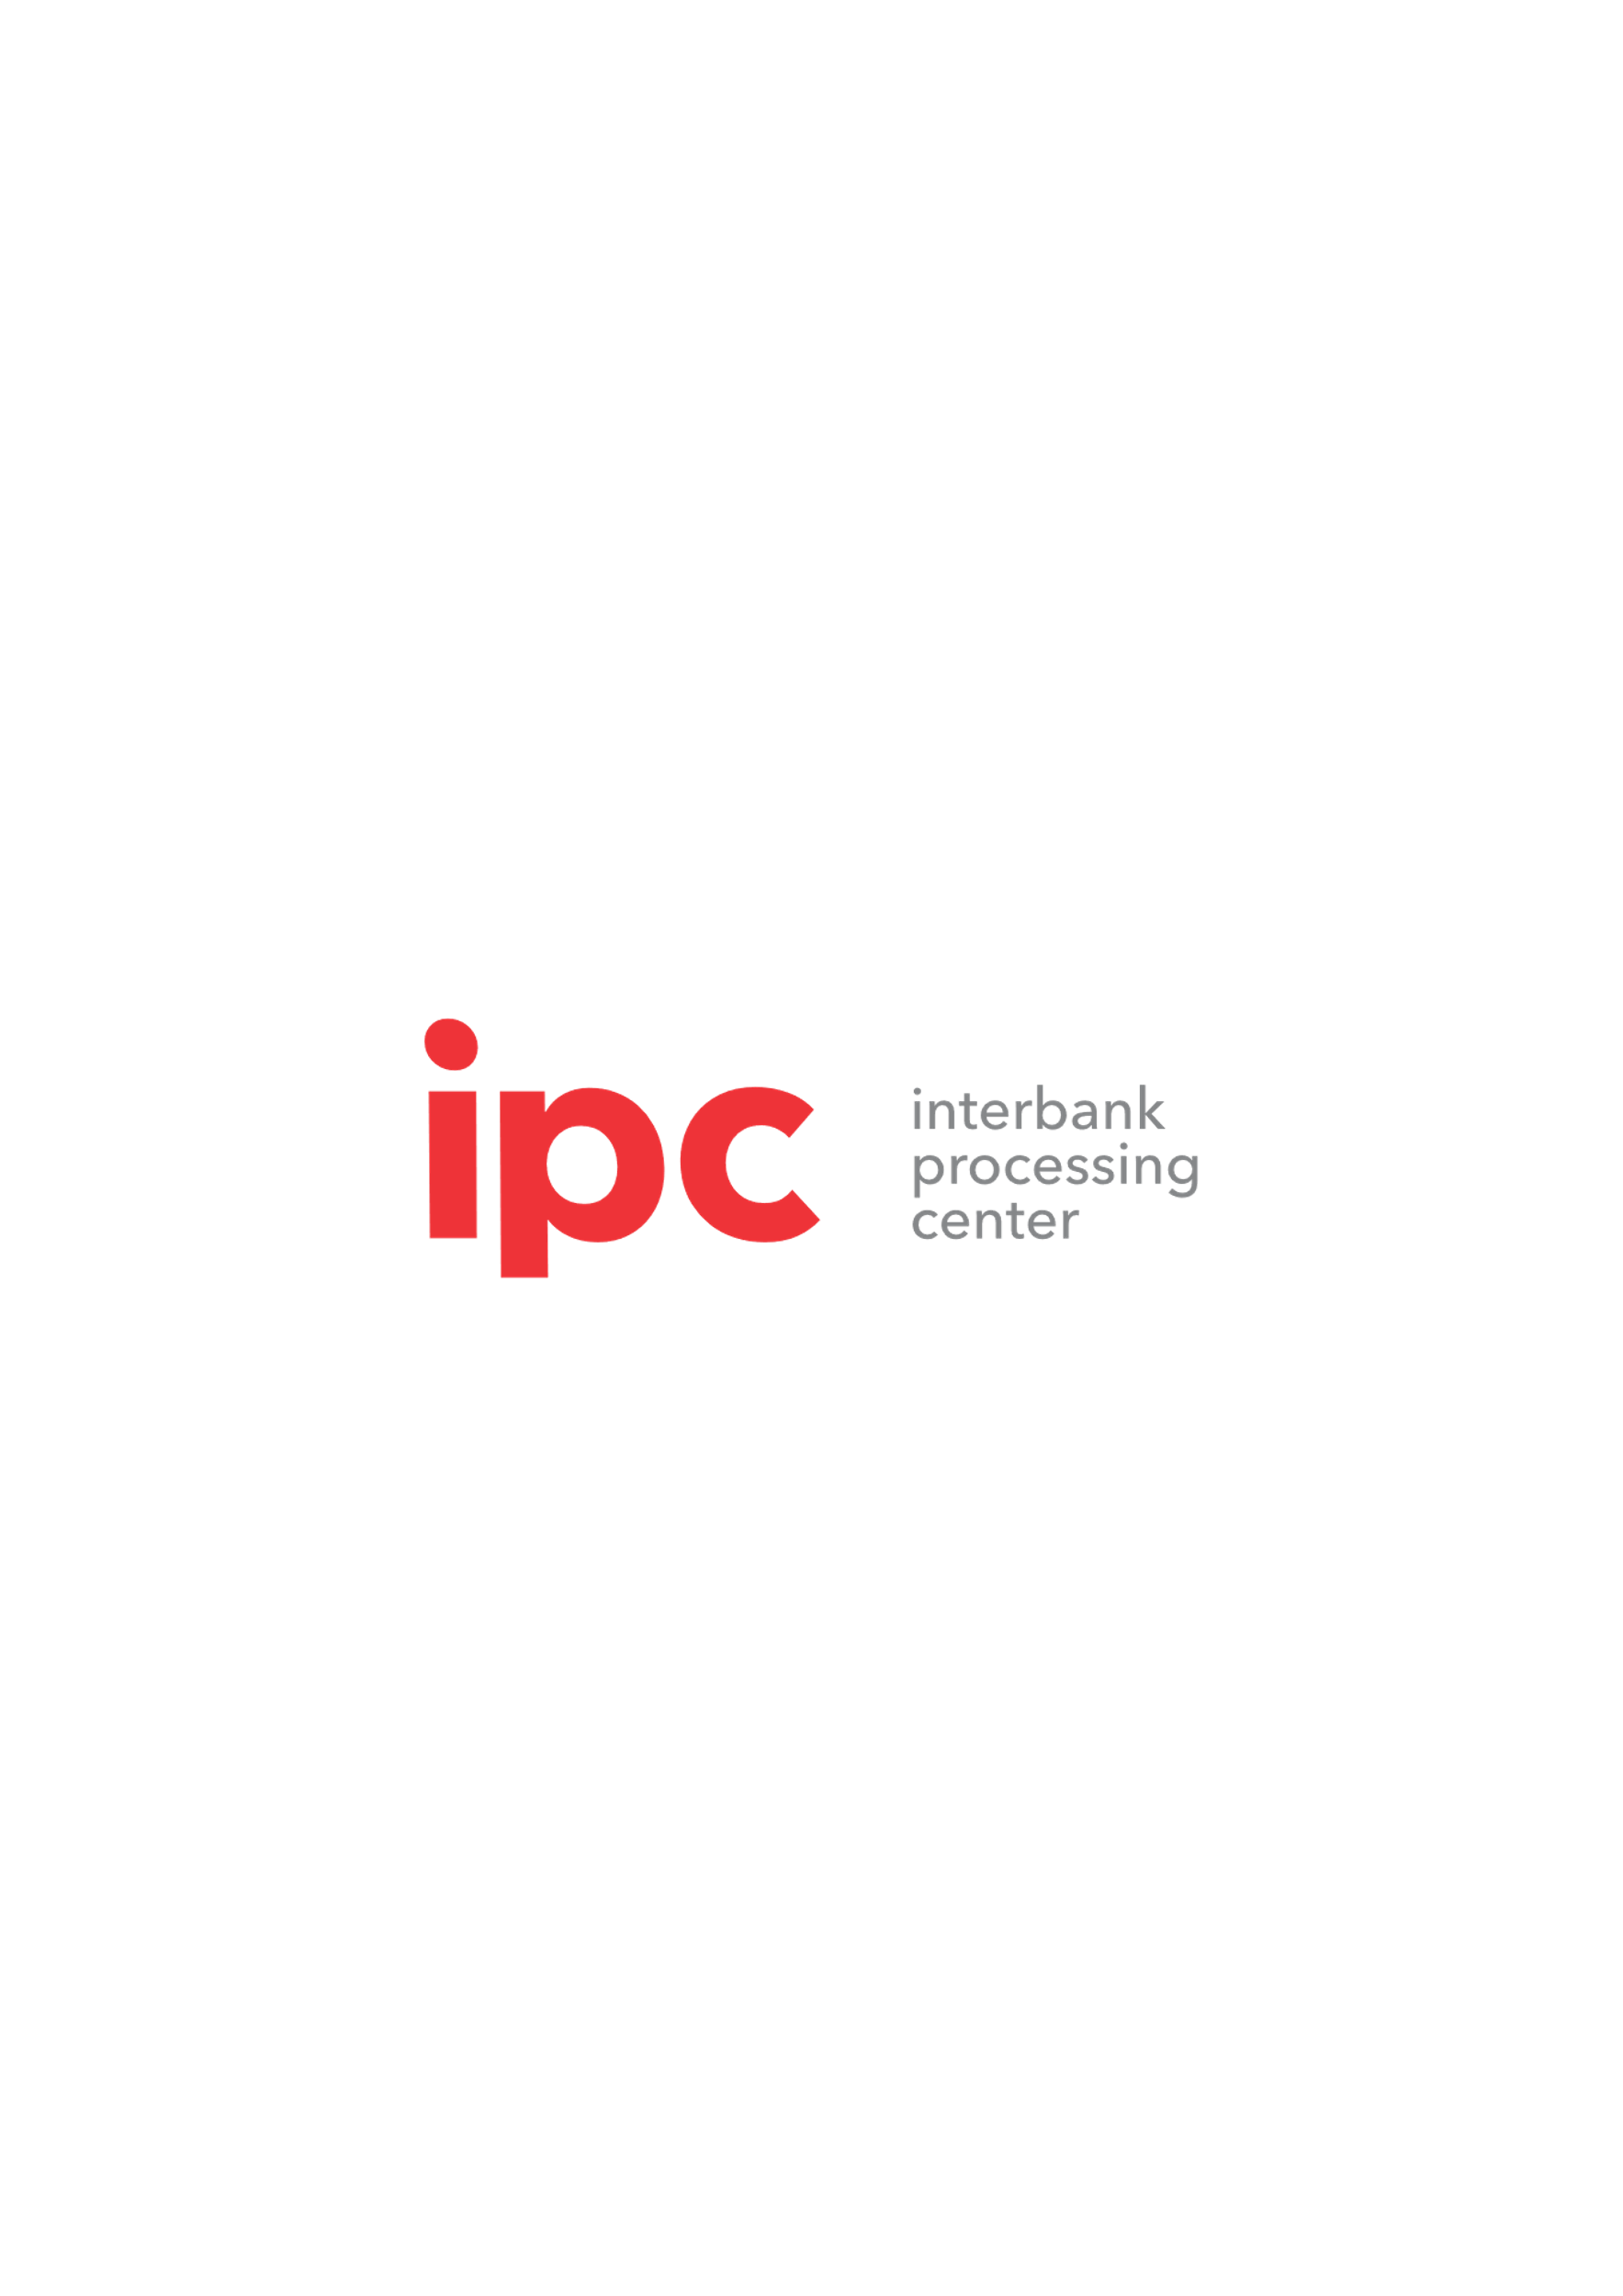 ipc
interbank
processing
center